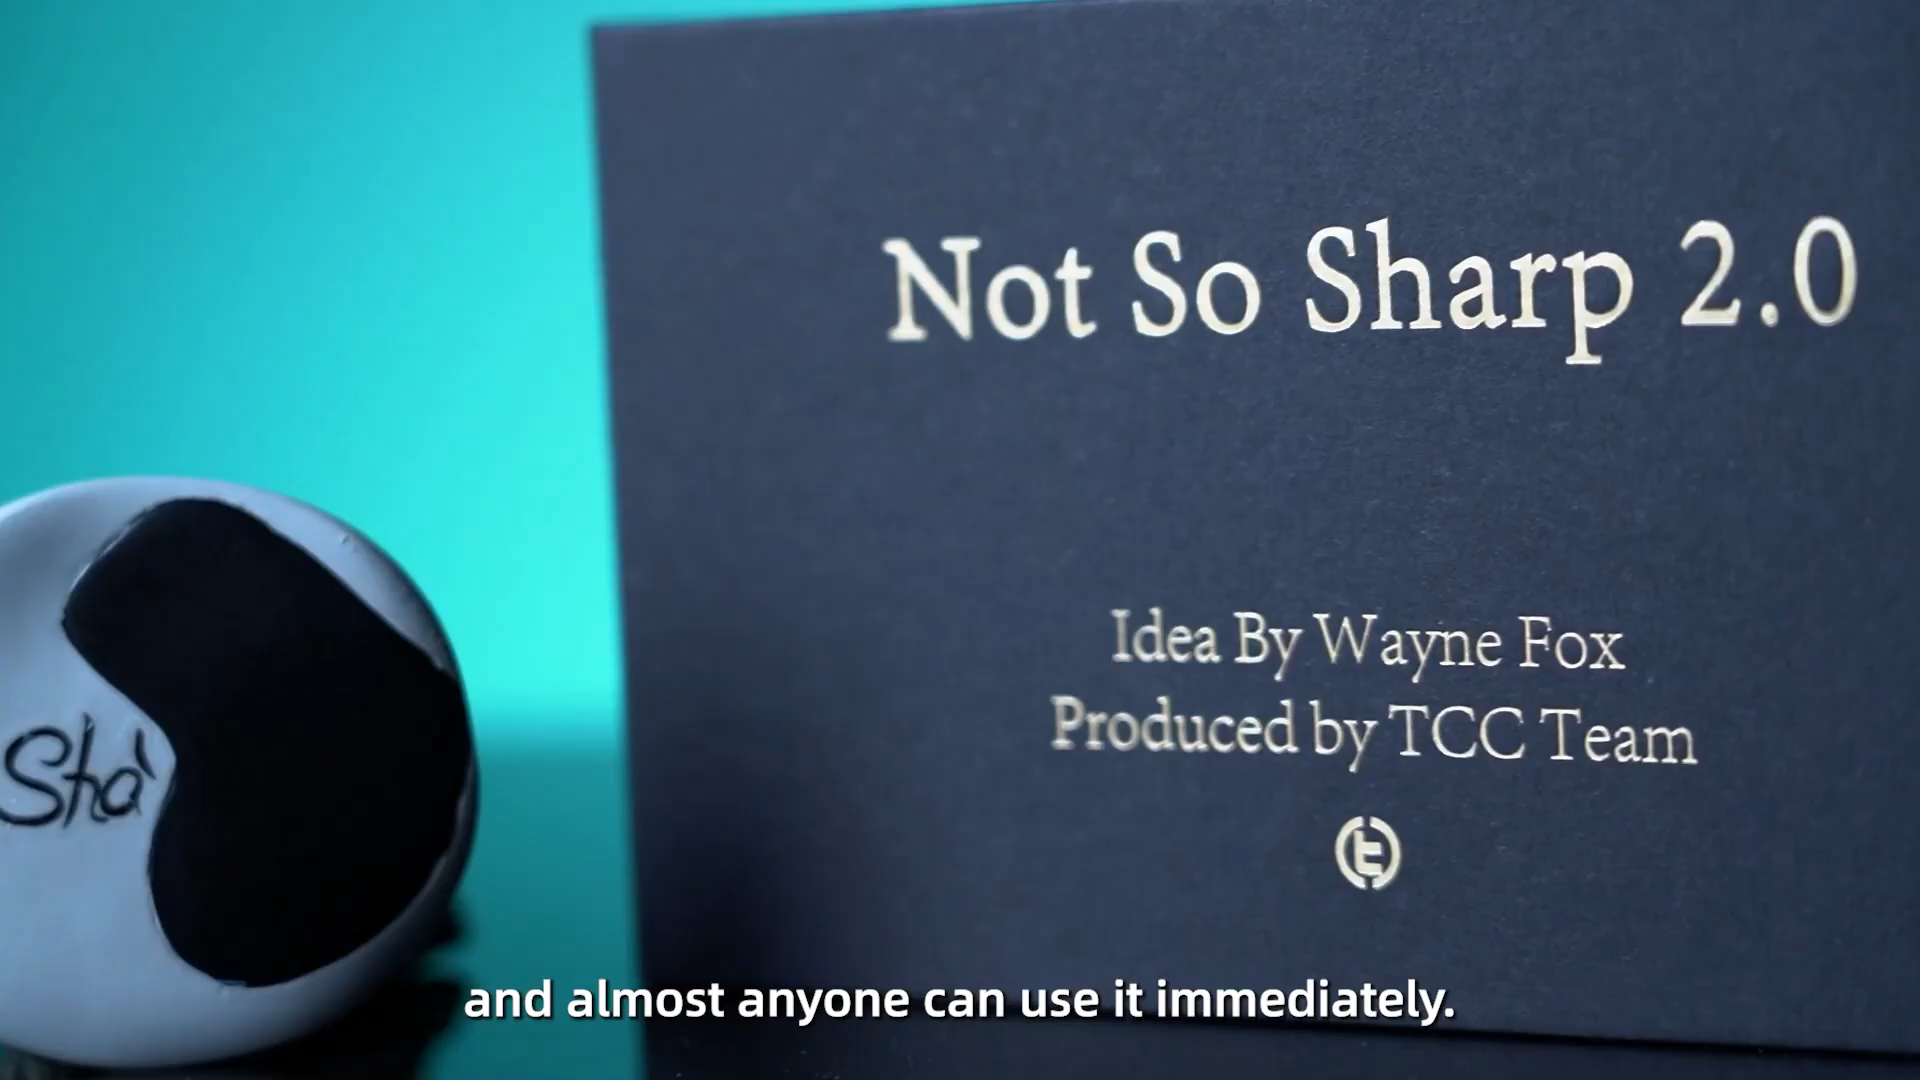 Not So Sharp 2.0
Idea By Wayne Fox
Produced by TCC Team
and almost anyone can use it immediately.